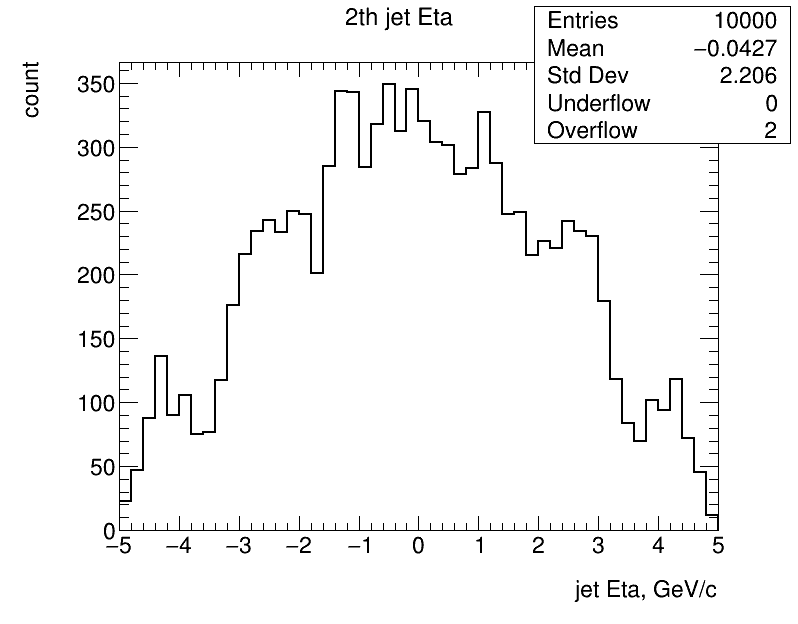 2th jet Eta
Entries 10000
Mean −0.0427
Std Dev 2.206
Underflow 0
Overflow 2
count
350
300
250
200
150
100
50
0
−5 −4 −3 −2 −1 0 1 2 3 4 5
jet Eta, GeV/c